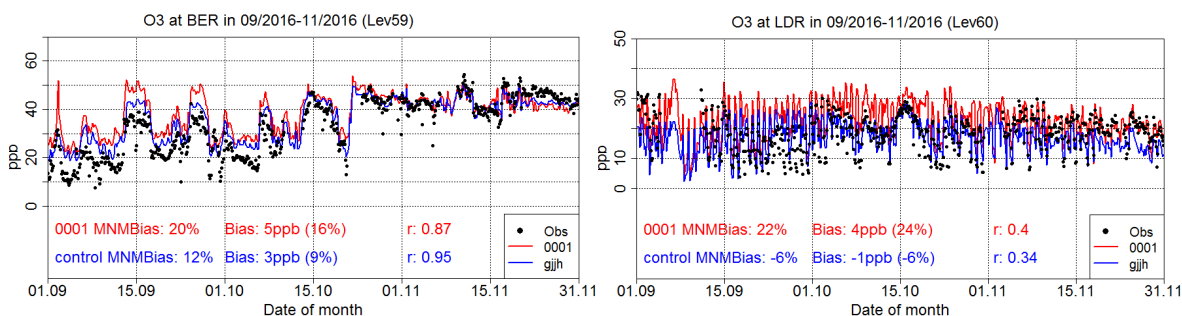 O3 at BER in 09/2016-11/2016 (Lev59)
ppb
60
40
20
0
0001 MNMBias: 20% Bias: 5ppb (16%) r: 0.87
control MNMBias: 12% Bias: 3ppb (9%) r: 0.95
Obs
0001
gjjh
01.09 15.09 01.10 15.10 01.11 15.11 31.11
Date of month
O3 at LDR in 09/2016-11/2016 (Lev60)
ppb
50
30
10
0
0001 MNMBias: 22% Bias: 4ppb (24%) r: 0.4
control MNMBias: -6% Bias: -1ppb (-6%) r: 0.34
Obs
0001
gjjh
01.09 15.09 01.10 15.10 01.11 15.11 31.11
Date of month